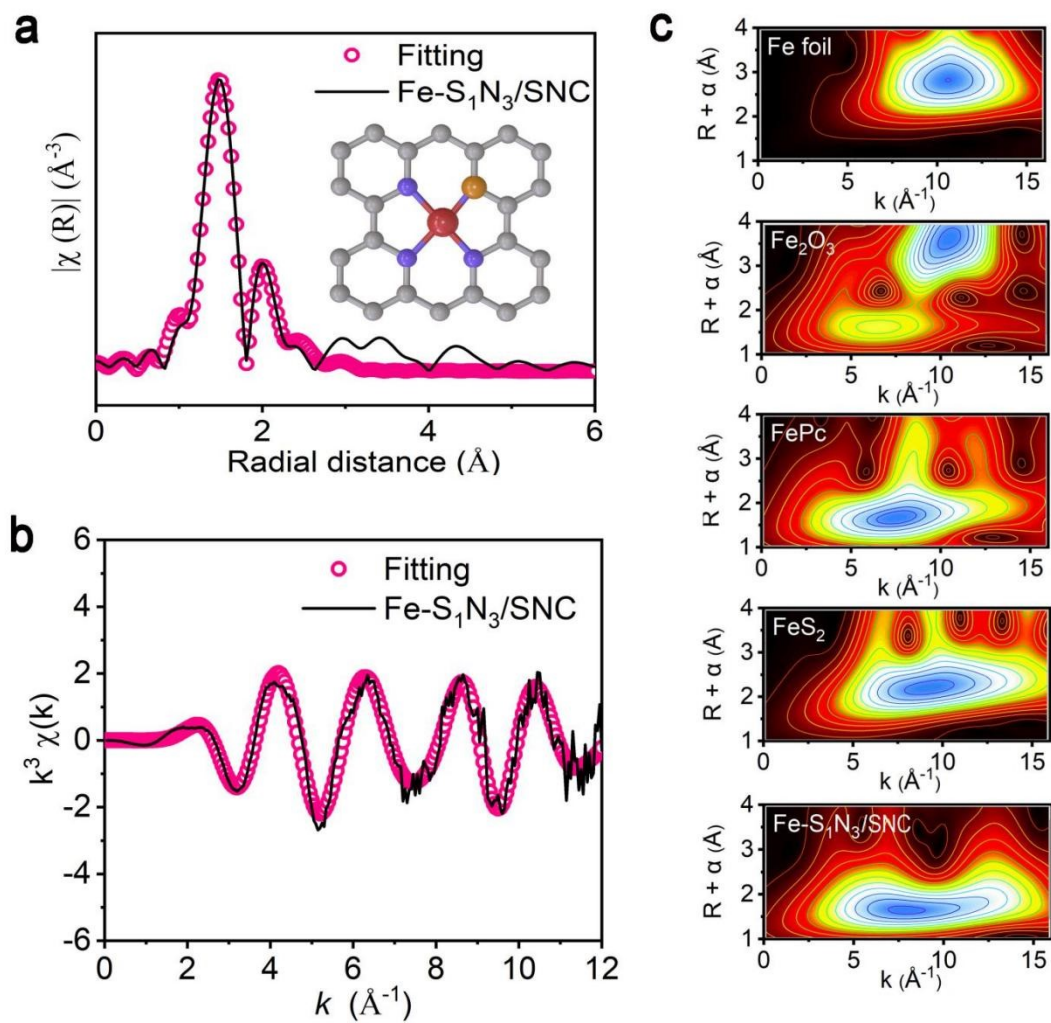 a
Fitting
Fe-S₁N₃/SNC
|χ (R)| (Å⁻³)
0 2 4 6
Radial distance (Å)
b
6
4
2
0
-2
-4
-6
Fitting
Fe-S₁N₃/SNC
k³ χ(k)
0 2 4 6 8 10 12
k (Å⁻¹)
c
Fe foil
R + α (Å)
4
3
2
1
0 5 10 15
k (Å⁻¹)
Fe₂O₃
R + α (Å)
4
3
2
1
0 5 10 15
k (Å⁻¹)
FePc
R + α (Å)
4
3
2
1
0 5 10 15
k (Å⁻¹)
FeS₂
R + α (Å)
4
3
2
1
0 5 10 15
k (Å⁻¹)
Fe-S₁N₃/SNC
R + α (Å)
4
3
2
1
0 5 10 15
k (Å⁻¹)